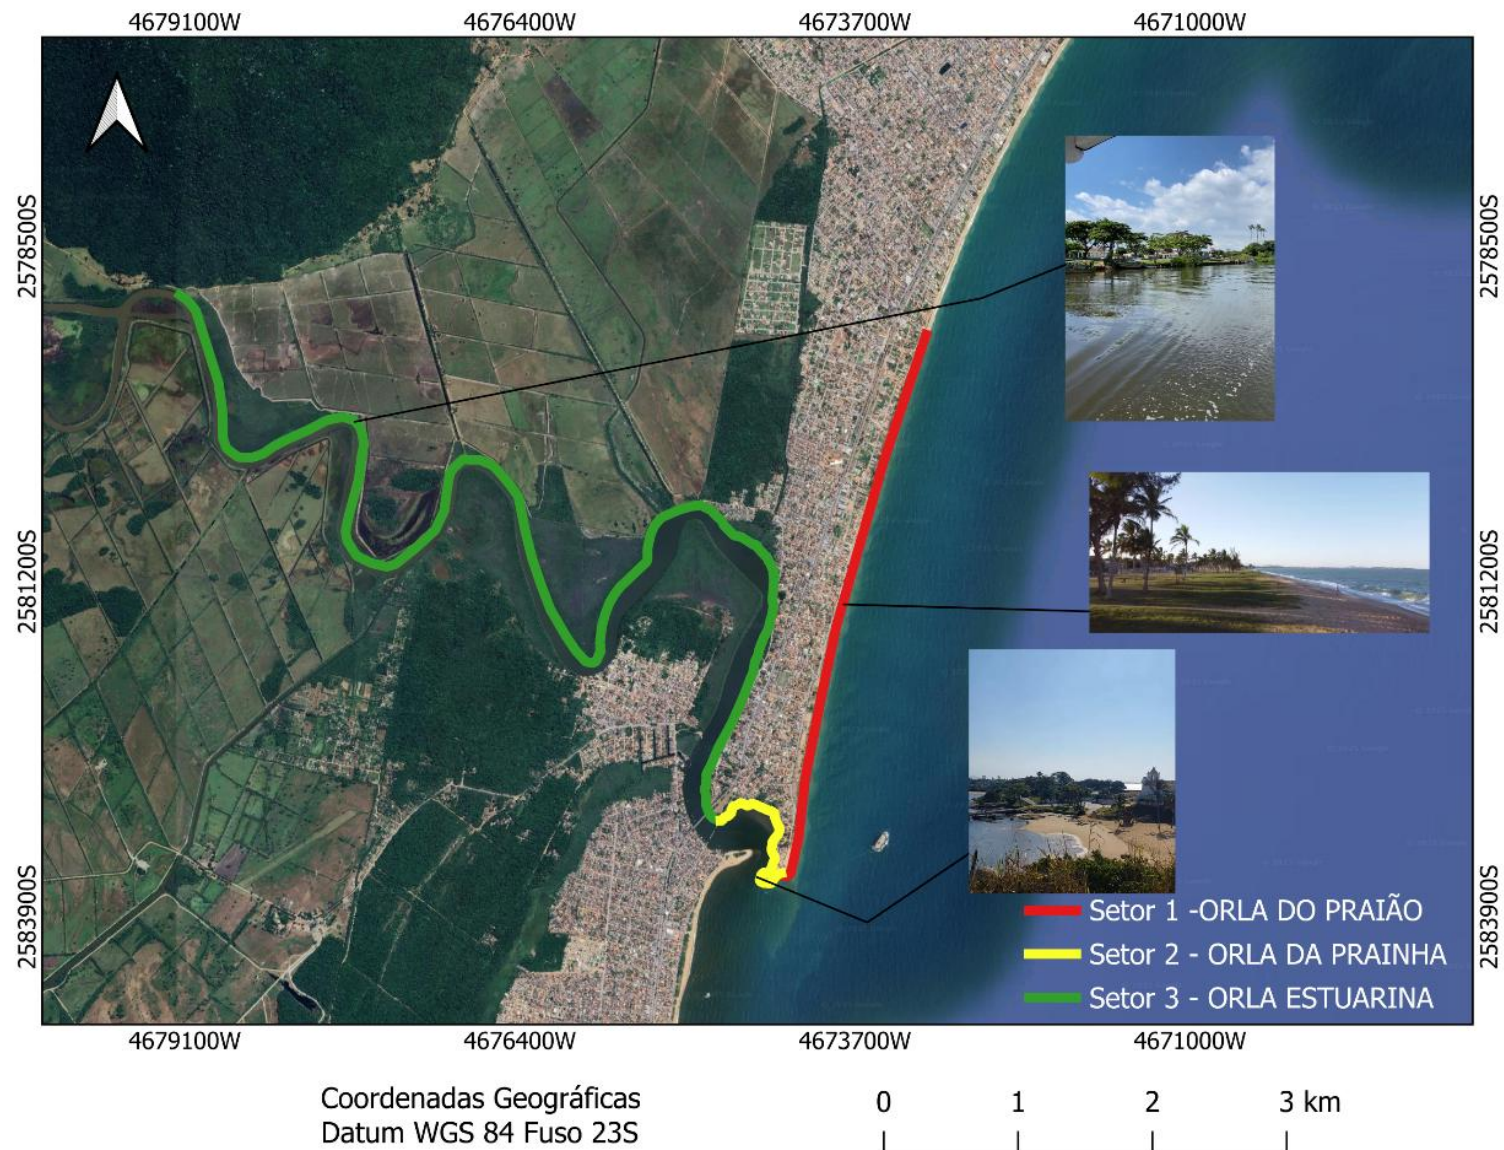 4679100W 4676400W 4673700W 4671000W
2578500S 2578500S
2581200S 2581200S
2583900S 2583900S
Setor 1 -ORLA DO PRAIÃO
Setor 2 - ORLA DA PRAINHA
Setor 3 - ORLA ESTUARINA
4679100W 4676400W 4673700W 4671000W
Coordenadas Geográficas
Datum WGS 84 Fuso 23S
0 1 2 3 km